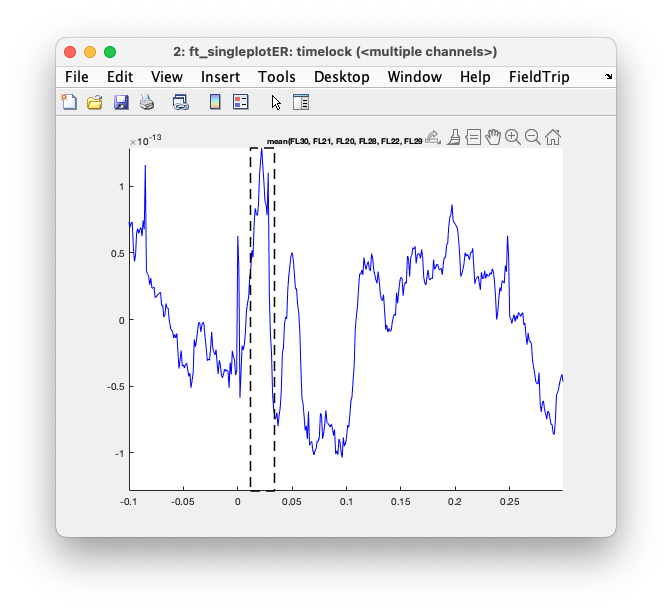 2: ft_singleplotER: timelock (<multiple channels>)
File Edit View Insert Tools Desktop Window Help FieldTrip
×10⁻¹³
mean(FL30, FL21, FL20, FL28, FL22, FL29
1
0.5
0
-0.5
-1
-0.1 -0.05 0 0.05 0.1 0.15 0.2 0.25